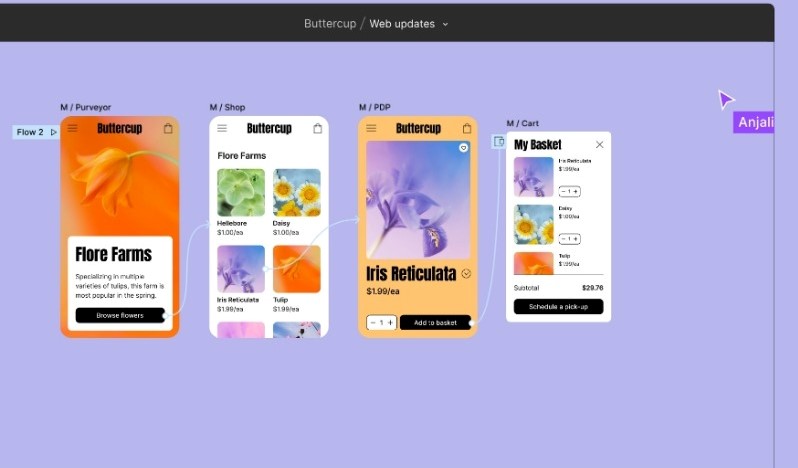 Buttercup / Web updates
Anjali
Flow 2
M / Purveyor
Buttercup
Flore Farms
Specializing in multiple
varieties of tulips, this farm is
most popular in the spring.
Browse flowers
M / Shop
Buttercup
Flore Farms
Hellebore
$1.00/ea
Daisy
$1.00/ea
Iris Reticulata
$1.99/ea
Tulip
$1.99/ea
M / PDP
Buttercup
Iris Reticulata
$1.99/ea
1
Add to basket
M / Cart
My Basket
Iris Reticulata
$1.99/ea
1
Daisy
$1.00/ea
1
Tulip
$1.99/ea
Subtotal $29.76
Schedule a pick-up